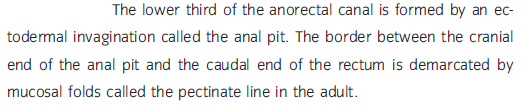 The lower third of the anorectal canal is formed by an ec-
todermal invagination called the anal pit. The border between the cranial
end of the anal pit and the caudal end of the rectum is demarcated by
mucosal folds called the pectinate line in the adult.